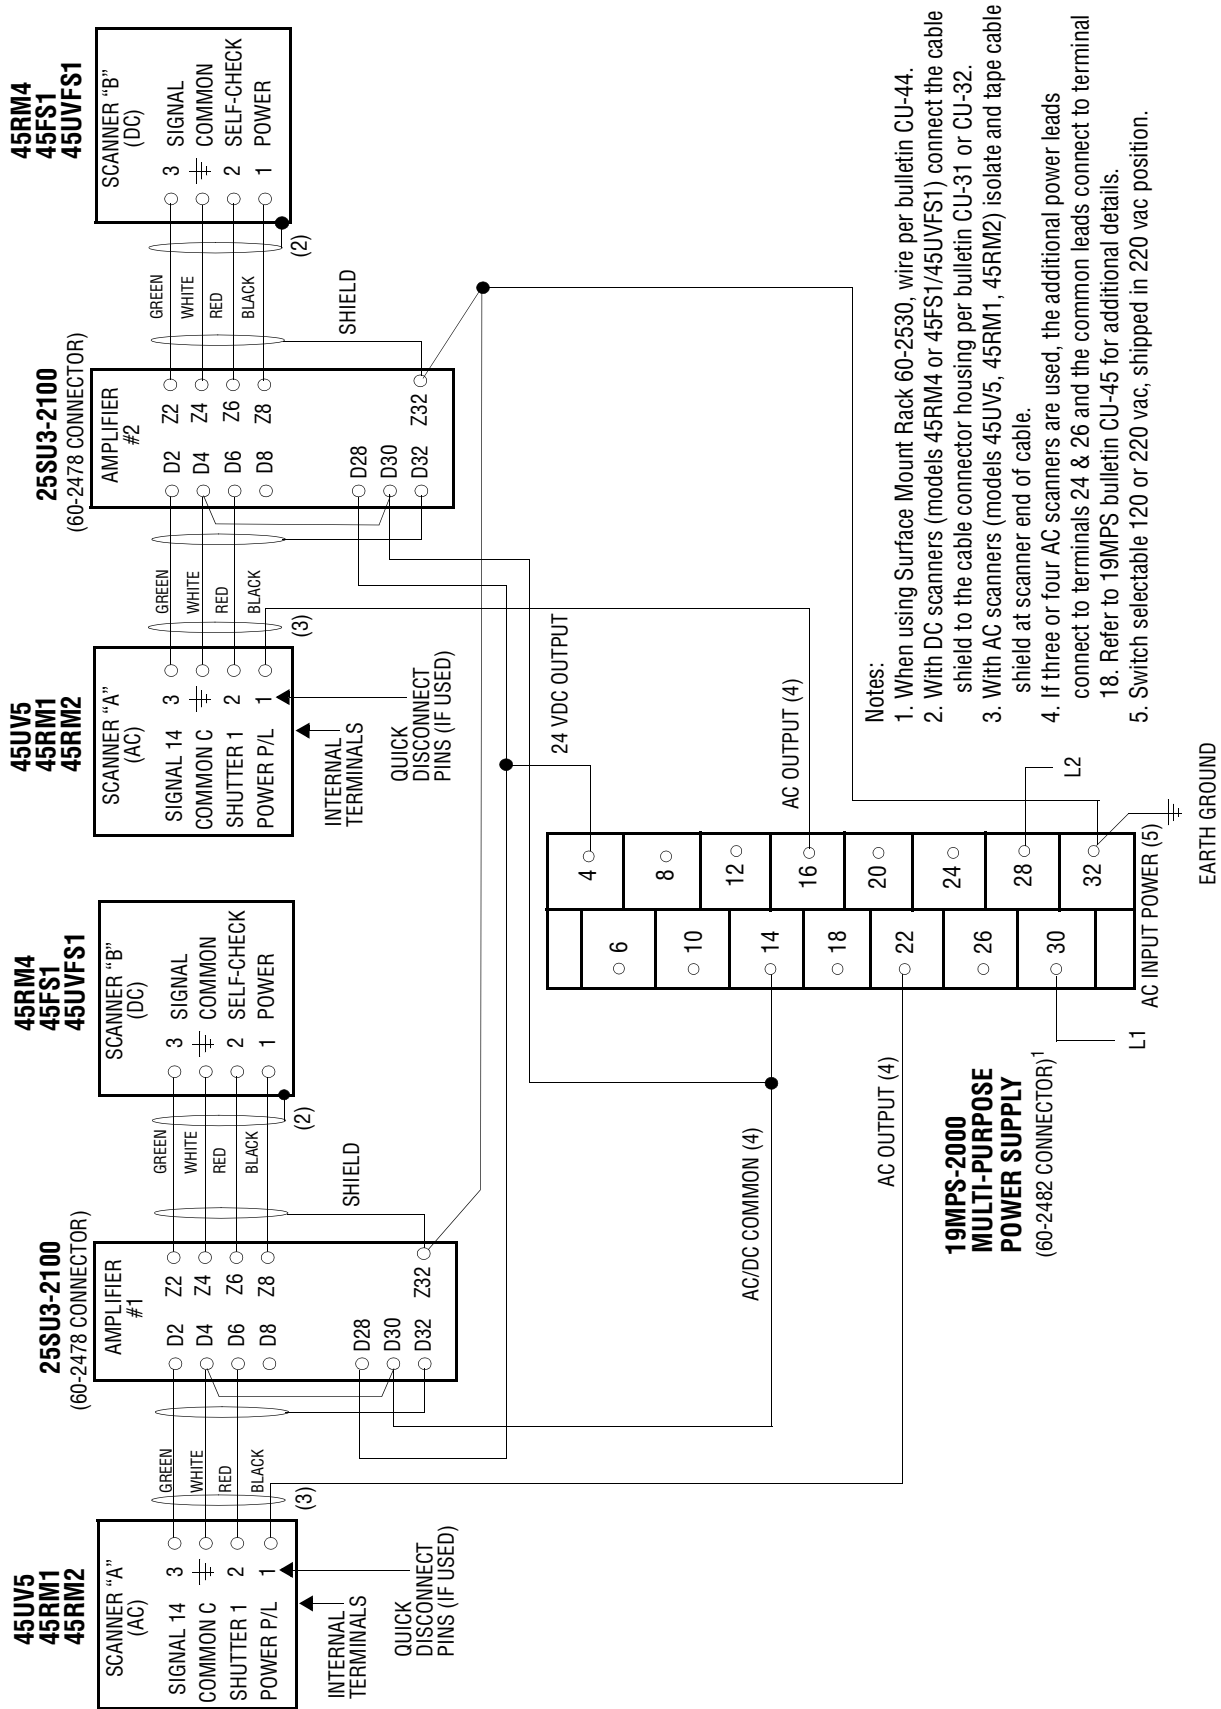 45UV5
45RM1
45RM2
SCANNER “A”
(AC)
SIGNAL 14 3
COMMON C
SHUTTER 1 2
POWER P/L 1
INTERNAL
TERMINALS
QUICK
DISCONNECT
PINS (IF USED)
GREEN
WHITE
RED
BLACK
(3)
25SU3-2100
(60-2478 CONNECTOR)
AMPLIFIER
#1
D2 Z2
D4 Z4
D6 Z6
D8 Z8
D28
D30
D32 Z32
SHIELD
GREEN
WHITE
RED
BLACK
(2)
45RM4
45FS1
45UVFS1
SCANNER “B”
(DC)
3 SIGNAL
COMMON
2 SELF-CHECK
1 POWER
45UV5
45RM1
45RM2
SCANNER “A”
(AC)
SIGNAL 14 3
COMMON C
SHUTTER 1 2
POWER P/L 1
INTERNAL
TERMINALS
QUICK
DISCONNECT
PINS (IF USED)
GREEN
WHITE
RED
BLACK
(3)
25SU3-2100
(60-2478 CONNECTOR)
AMPLIFIER
#2
D2 Z2
D4 Z4
D6 Z6
D8 Z8
D28
D30
D32 Z32
SHIELD
GREEN
WHITE
RED
BLACK
(2)
45RM4
45FS1
45UVFS1
SCANNER “B”
(DC)
3 SIGNAL
COMMON
2 SELF-CHECK
1 POWER
24 VDC OUTPUT
AC/DC COMMON (4)
AC OUTPUT (4)
AC OUTPUT (4)
4
6
8
10
12
14
16
18
20
22
24
26
28
30
32
19MPS-2000
MULTI-PURPOSE
POWER SUPPLY
(60-2482 CONNECTOR)1
L1
AC INPUT POWER (5)
L2
EARTH GROUND
Notes:
1. When using Surface Mount Rack 60-2530, wire per bulletin CU-44.
2. With DC scanners (models 45RM4 or 45FS1/45UVFS1) connect the cable
shield to the cable connector housing per bulletin CU-31 or CU-32.
3. With AC scanners (models 45UV5, 45RM1, 45RM2) isolate and tape cable
shield at scanner end of cable.
4. If three or four AC scanners are used, the additional power leads
connect to terminals 24 & 26 and the common leads connect to terminal
18. Refer to 19MPS bulletin CU-45 for additional details.
5. Switch selectable 120 or 220 vac, shipped in 220 vac position.